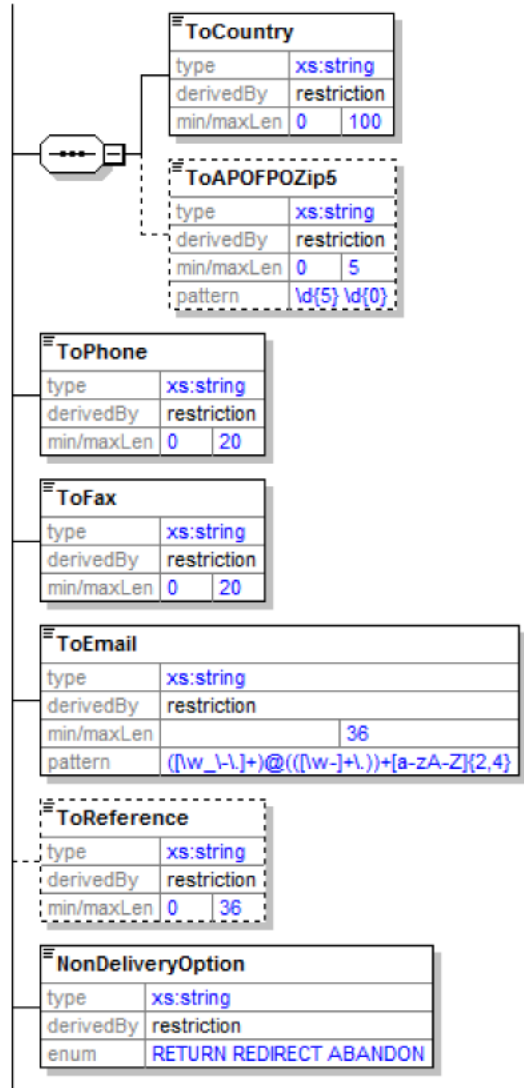 ToCountry
type xs:string
derivedBy restriction
min/maxLen 0 100
ToAPOFPOZip5
type xs:string
derivedBy restriction
min/maxLen 0 5
pattern \d{5} \d{0}
ToPhone
type xs:string
derivedBy restriction
min/maxLen 0 20
ToFax
type xs:string
derivedBy restriction
min/maxLen 0 20
ToEmail
type xs:string
derivedBy restriction
min/maxLen 36
pattern ([\w_\-\.]+)@(([\w-]+\.))+[a-zA-Z]{2,4}
ToReference
type xs:string
derivedBy restriction
min/maxLen 0 36
NonDeliveryOption
type xs:string
derivedBy restriction
enum RETURN REDIRECT ABANDON